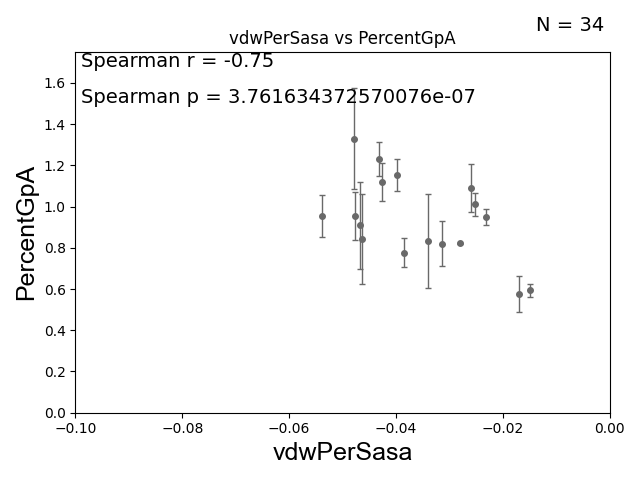 N = 34
vdwPerSasa vs PercentGpA
Spearman r = -0.75
Spearman p = 3.761634372570076e-07
PercentGpA
1.6
1.4
1.2
1.0
0.8
0.6
0.4
0.2
0.0
−0.10 −0.08 −0.06 −0.04 −0.02 0.00
vdwPerSasa